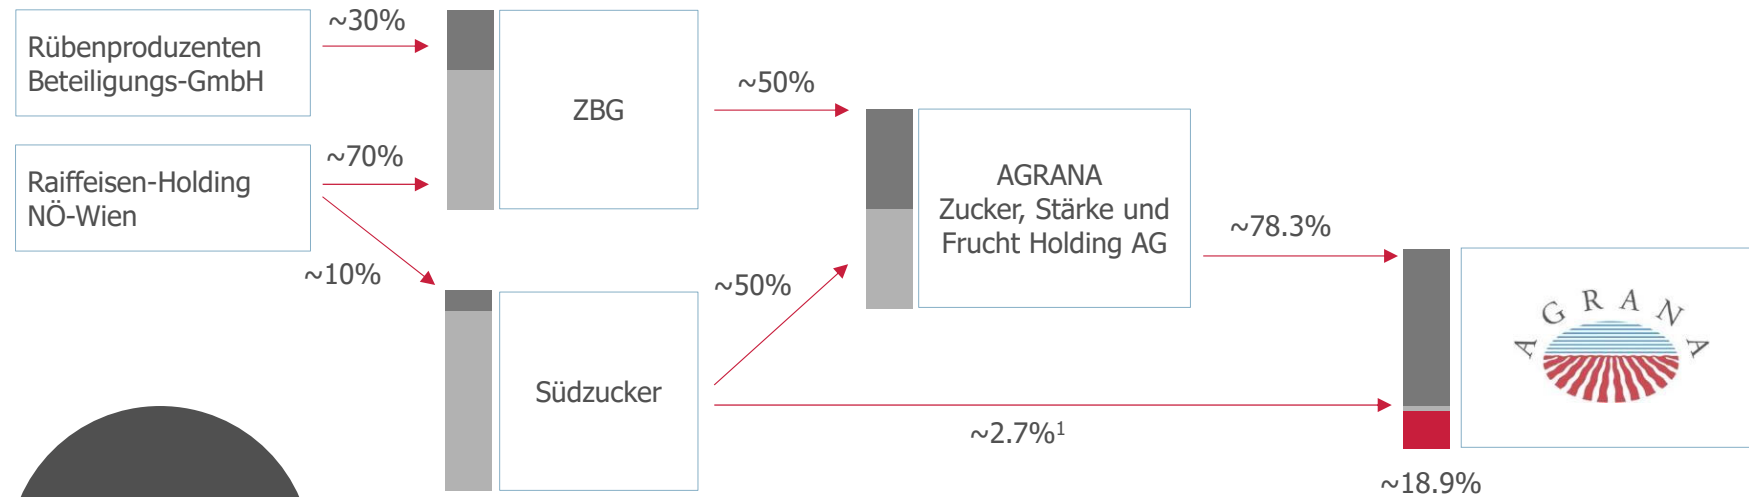 ~30%
Rübenproduzenten
Beteiligungs-GmbH
ZBG
~50%
~70%
Raiffeisen-Holding
NÖ-Wien
AGRANA
Zucker, Stärke und
Frucht Holding AG
~78.3%
~10%
~50%
Südzucker
~2.7%¹
AGRANA
~18.9%